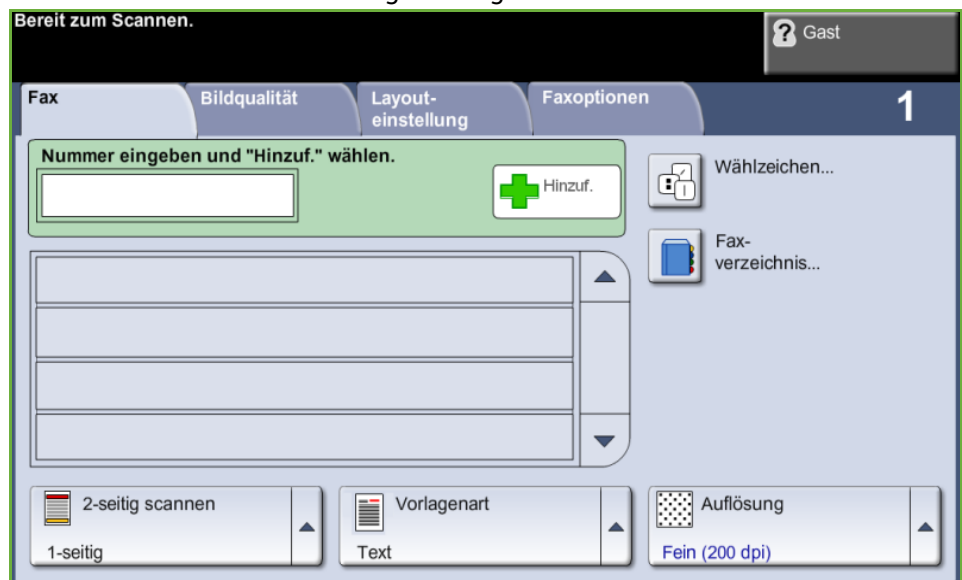 Bereit zum Scannen.
Gast
Fax
Bildqualität
Layout-
einstellung
Faxoptionen
1
Nummer eingeben und "Hinzuf." wählen.
Hinzuf.
Wählzeichen...
Fax-
verzeichnis...
2-seitig scannen
1-seitig
Vorlagenart
Text
Auflösung
Fein (200 dpi)